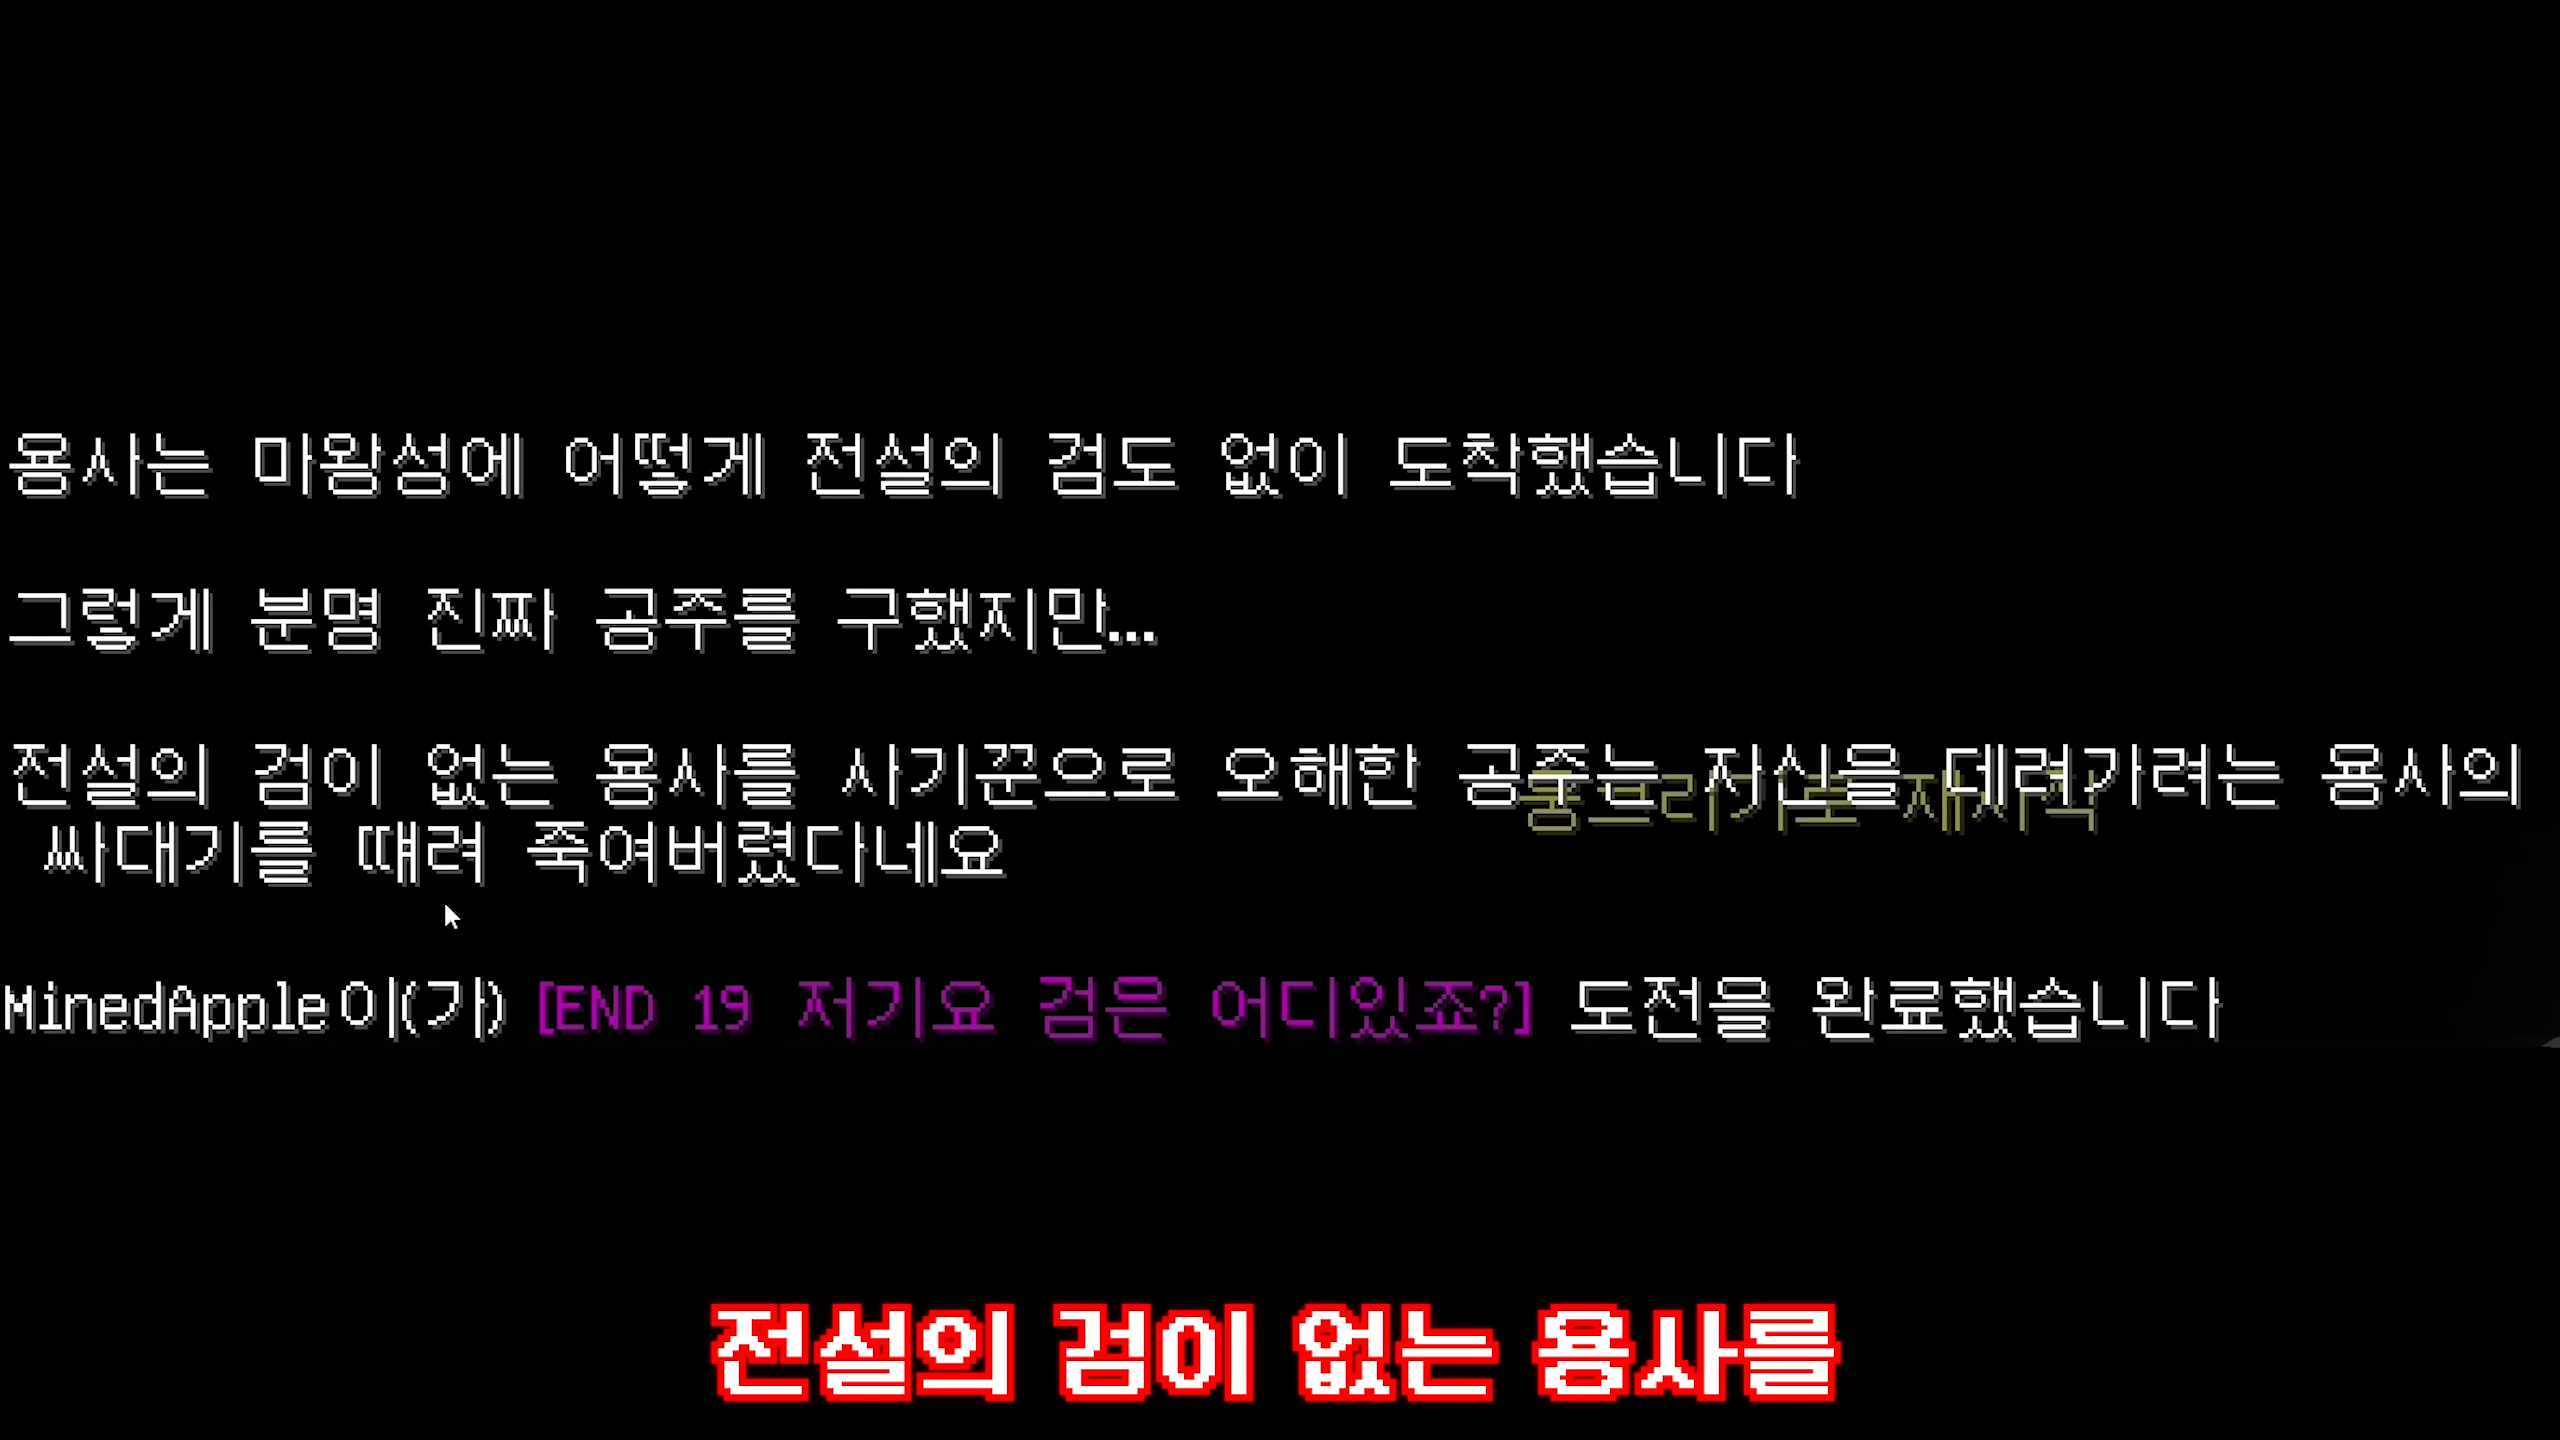 용사는 마왕성에 어떻게 전설의 검도 없이 도착했습니다
그렇게 분명 진짜 공주를 구했지만...
전설의 검이 없는 용사를 사기꾼으로 오해한 공주는 자신을 데려가려는 용사의
싸대기를 떄려 죽여버렸다네요
MinedApple이(가) [END 19 저기요 검은 어디있죠?] 도전을 완료했습니다
전설의 검이 없는 용사를